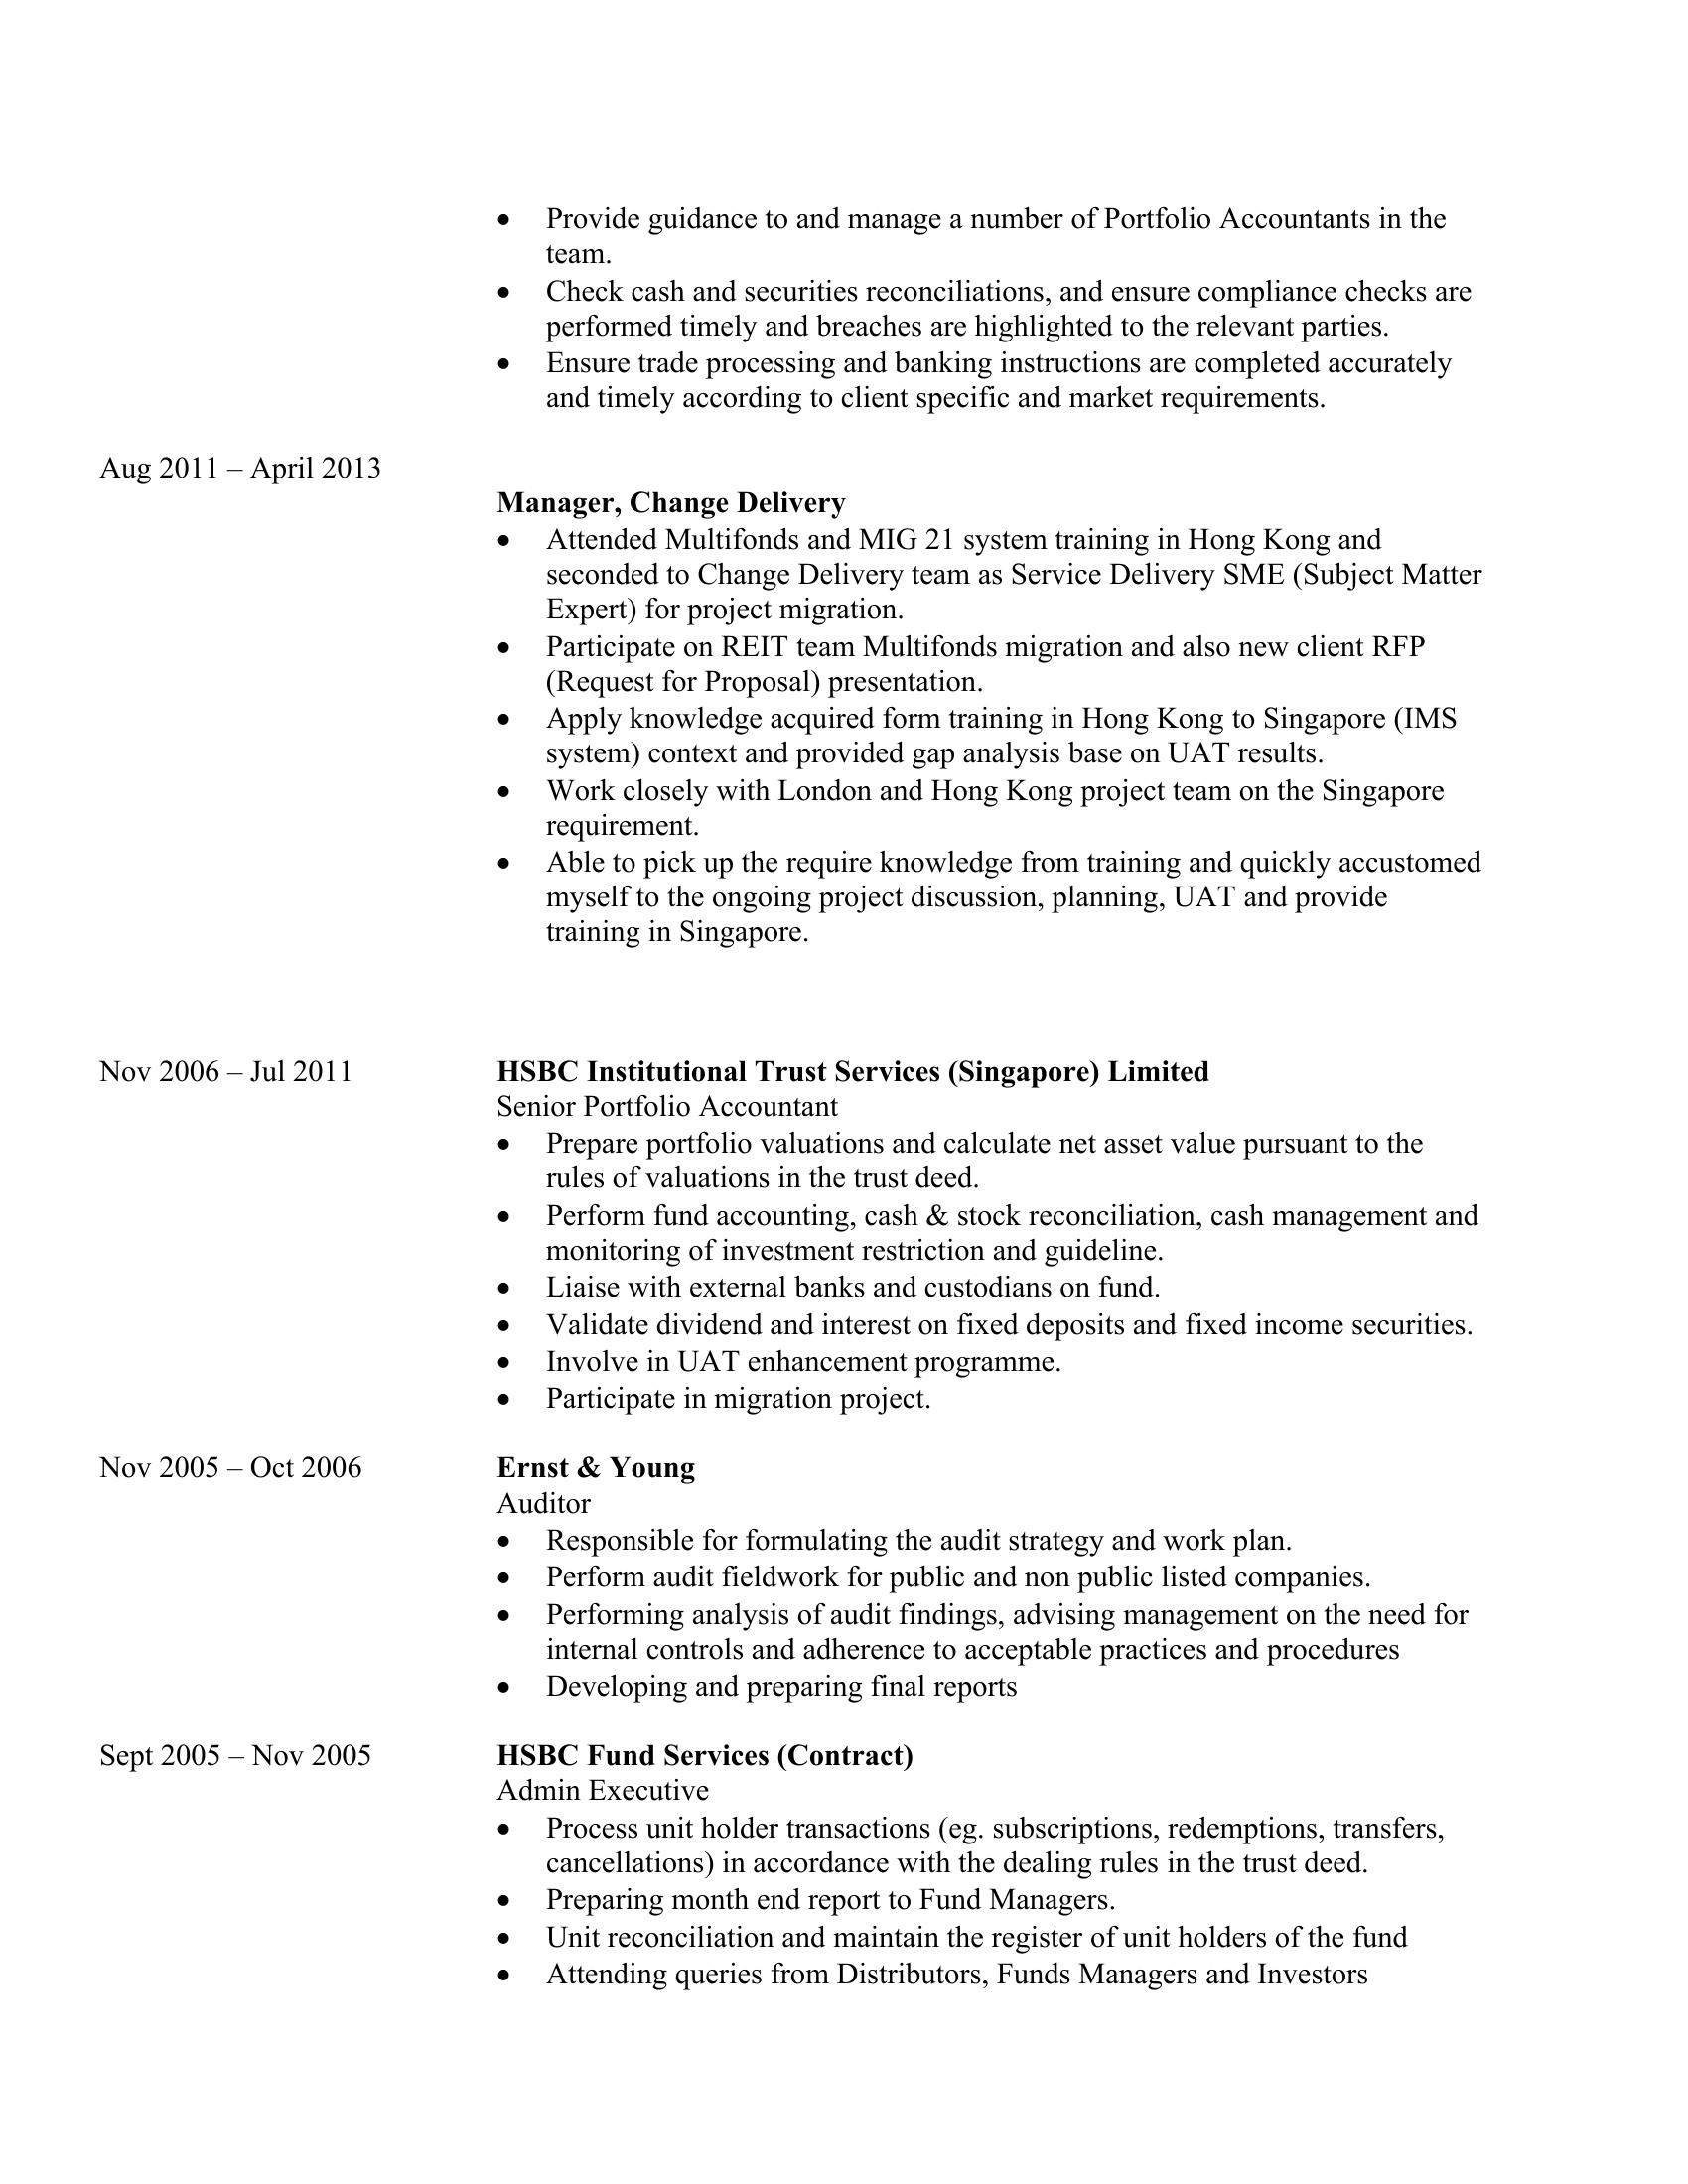 • Provide guidance to and manage a number of Portfolio Accountants in the
team.
• Check cash and securities reconciliations, and ensure compliance checks are
performed timely and breaches are highlighted to the relevant parties.
• Ensure trade processing and banking instructions are completed accurately
and timely according to client specific and market requirements.
Aug 2011 – April 2013
Manager, Change Delivery
• Attended Multifonds and MIG 21 system training in Hong Kong and
seconded to Change Delivery team as Service Delivery SME (Subject Matter
Expert) for project migration.
• Participate on REIT team Multifonds migration and also new client RFP
(Request for Proposal) presentation.
• Apply knowledge acquired form training in Hong Kong to Singapore (IMS
system) context and provided gap analysis base on UAT results.
• Work closely with London and Hong Kong project team on the Singapore
requirement.
• Able to pick up the require knowledge from training and quickly accustomed
myself to the ongoing project discussion, planning, UAT and provide
training in Singapore.
Nov 2006 – Jul 2011 HSBC Institutional Trust Services (Singapore) Limited
Senior Portfolio Accountant
• Prepare portfolio valuations and calculate net asset value pursuant to the
rules of valuations in the trust deed.
• Perform fund accounting, cash & stock reconciliation, cash management and
monitoring of investment restriction and guideline.
• Liaise with external banks and custodians on fund.
• Validate dividend and interest on fixed deposits and fixed income securities.
• Involve in UAT enhancement programme.
• Participate in migration project.
Nov 2005 – Oct 2006 Ernst & Young
Auditor
• Responsible for formulating the audit strategy and work plan.
• Perform audit fieldwork for public and non public listed companies.
• Performing analysis of audit findings, advising management on the need for
internal controls and adherence to acceptable practices and procedures
• Developing and preparing final reports
Sept 2005 – Nov 2005 HSBC Fund Services (Contract)
Admin Executive
• Process unit holder transactions (eg. subscriptions, redemptions, transfers,
cancellations) in accordance with the dealing rules in the trust deed.
• Preparing month end report to Fund Managers.
• Unit reconciliation and maintain the register of unit holders of the fund
• Attending queries from Distributors, Funds Managers and Investors